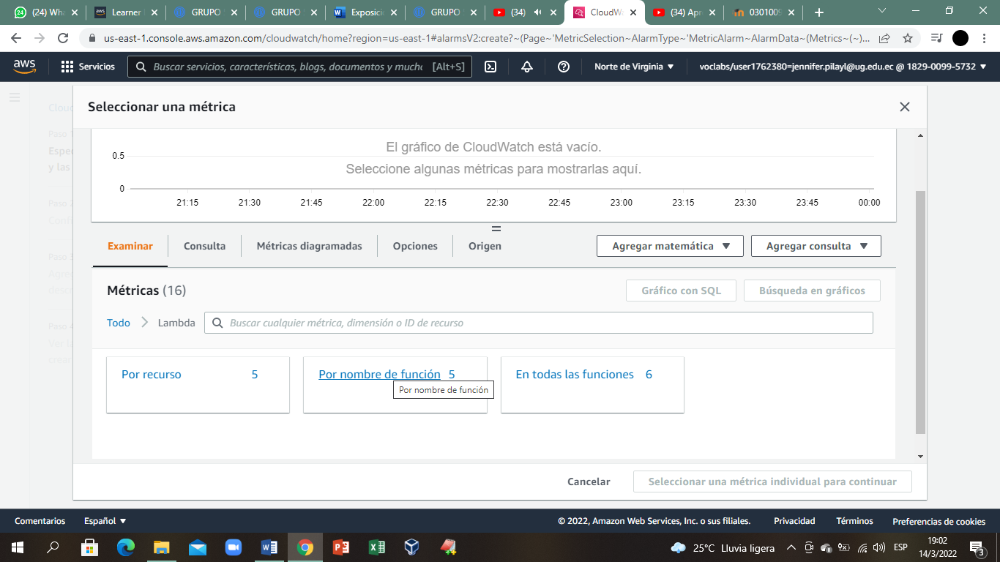 (24) Wha
Learner
GRUPO
GRUPO
Exposici
GRUPO
(34)
CloudWa
(34) Apr
0301009
us-east-1.console.aws.amazon.com/cloudwatch/home?region=us-east-1#alarmsV2:create?~(Page~'MetricSelection~AlarmType~'MetricAlarm~AlarmData~(Metrics~(~)...
aws
Servicios
Buscar servicios, características, blogs, documentos y mucho
[Alt+S]
Norte de Virginia
voclabs/user1762380=jennifer.pilayl@ug.edu.ec @ 1829-0099-5732
Cloud
Paso 1
Espec
y las
Paso 2
Confi
Paso 3
Agreg
descr
Paso 4
Ver la
crear
Seleccionar una métrica
El gráfico de CloudWatch está vacío.
0.5
Seleccione algunas métricas para mostrarlas aquí.
0
21:15 21:30 21:45 22:00 22:15 22:30 22:45 23:00 23:15 23:30 23:45 00:00
Examinar
Consulta
Métricas diagramadas
Opciones
Origen
Agregar matemática
Agregar consulta
Métricas (16)
Gráfico con SQL
Búsqueda en gráficos
Todo
Lambda
Buscar cualquier métrica, dimensión o ID de recurso
Por recurso 5
Por nombre de función 5
En todas las funciones 6
Por nombre de función
Cancelar
Seleccionar una métrica individual para continuar
Comentarios
Español
© 2022, Amazon Web Services, Inc. o sus filiales.
Privacidad
Términos
Preferencias de cookies
25°C Lluvia ligera
ESP
19:02
14/3/2022
3